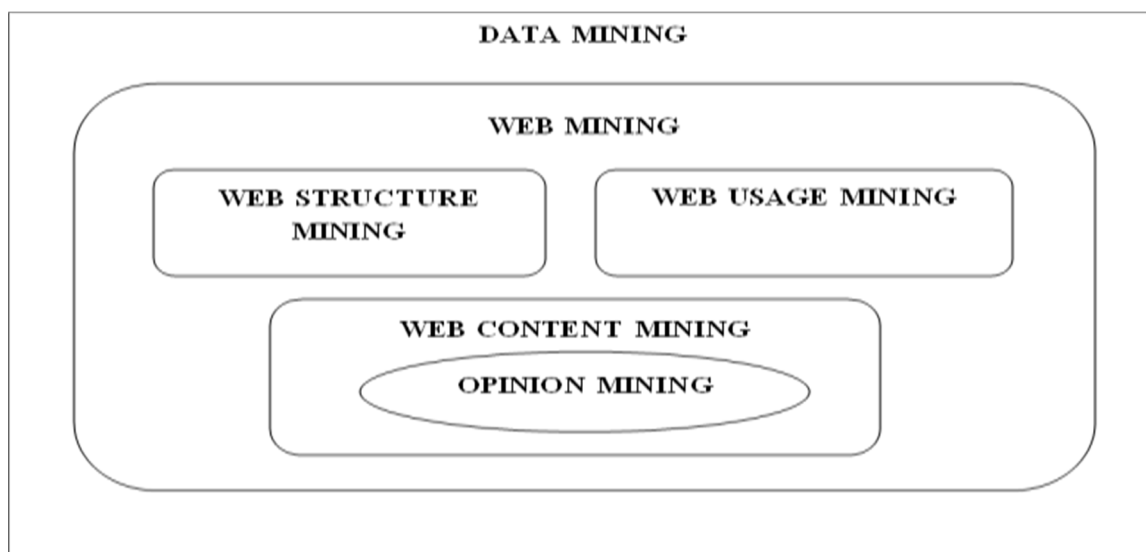 DATA MINING
WEB MINING
WEB STRUCTURE
MINING
WEB USAGE MINING
WEB CONTENT MINING
OPINION MINING